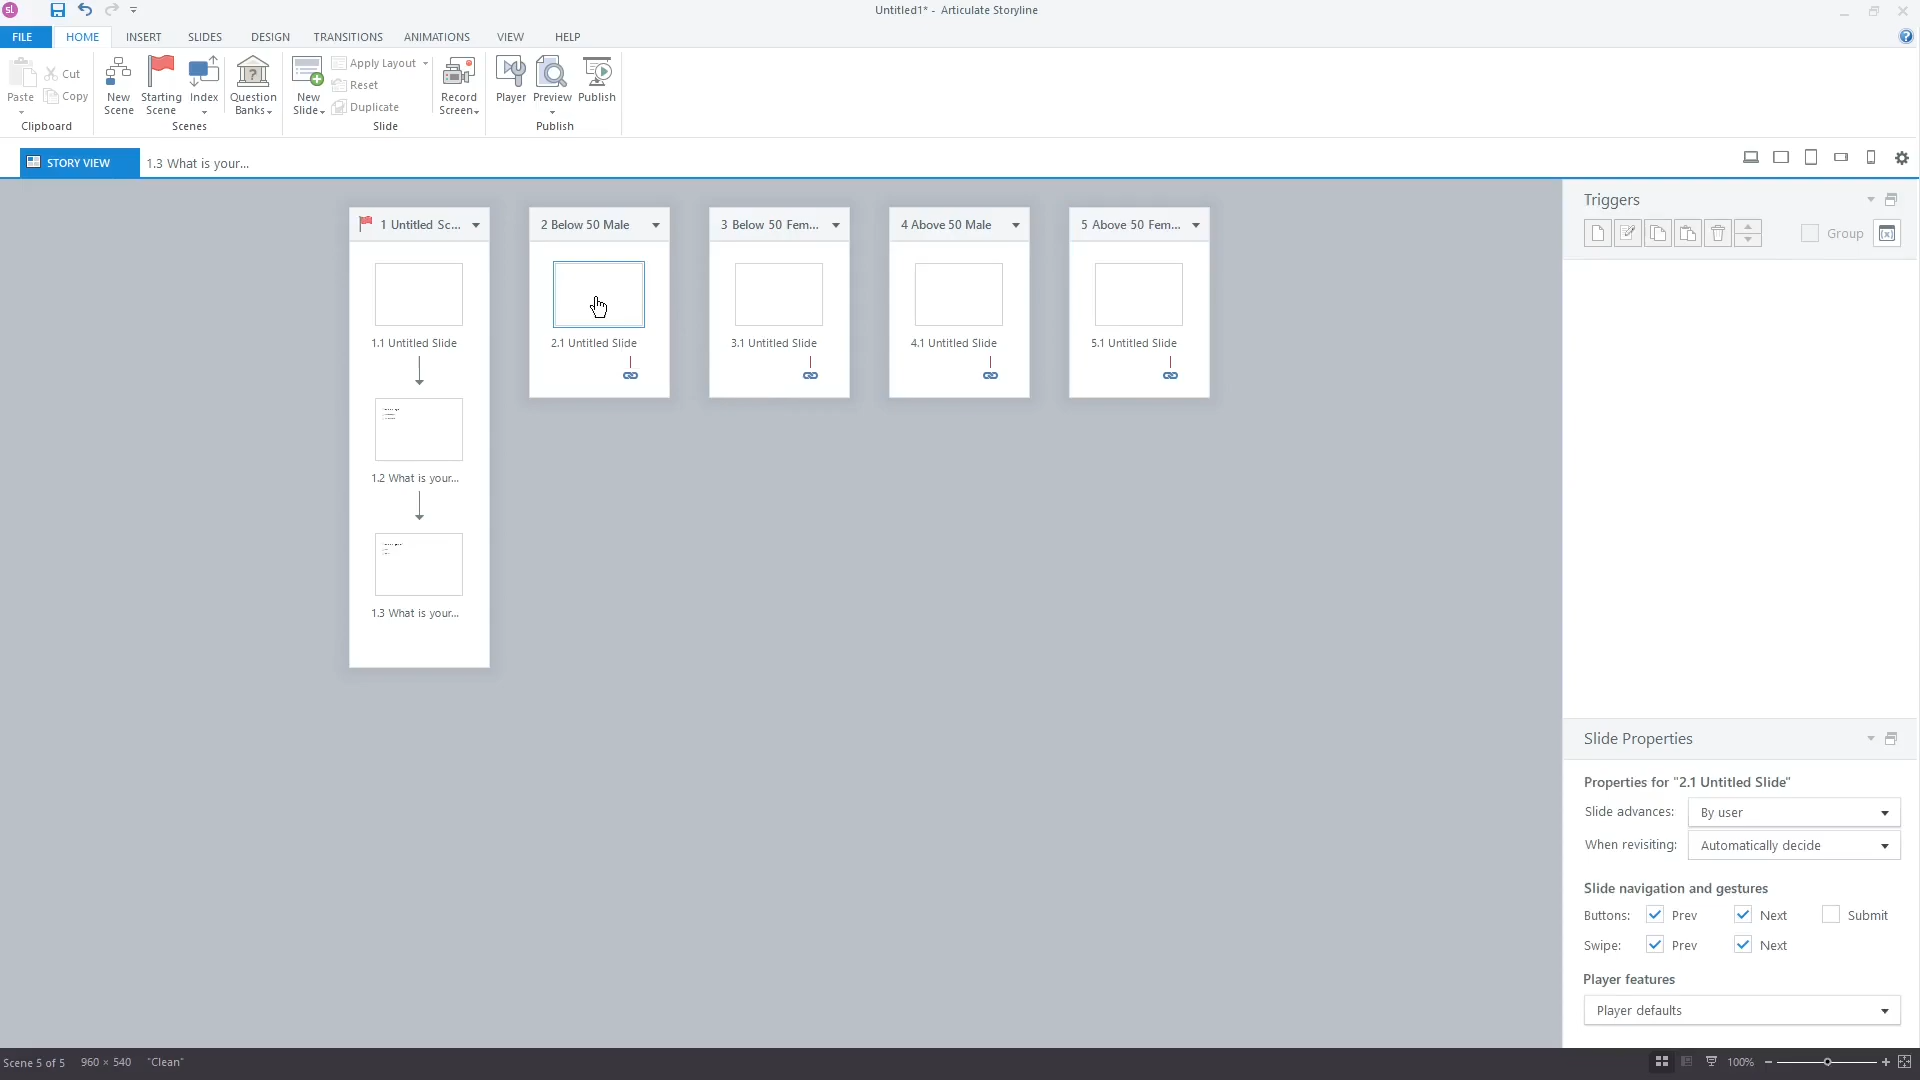 sl
Untitled1* - Articulate Storyline
FILE HOME INSERT SLIDES DESIGN TRANSITIONS ANIMATIONS VIEW HELP
Paste Cut Copy
Clipboard
New Scene Starting Scene Index Question Banks
Scenes
New Slide Apply Layout Reset Duplicate Record Screen
Slide
Player Preview Publish
Publish
STORY VIEW 1.3 What is your...
1 Untitled Sc...
1.1 Untitled Slide
1.2 What is your...
1.3 What is your...
2 Below 50 Male
2.1 Untitled Slide
3 Below 50 Fem...
3.1 Untitled Slide
4 Above 50 Male
4.1 Untitled Slide
5 Above 50 Fem...
5.1 Untitled Slide
Triggers
Group
Slide Properties
Properties for "2.1 Untitled Slide"
Slide advances: By user
When revisiting: Automatically decide
Slide navigation and gestures
Buttons: Prev Next Submit
Swipe: Prev Next
Player features
Player defaults
Scene 5 of 5 960 × 540 "Clean" 100%